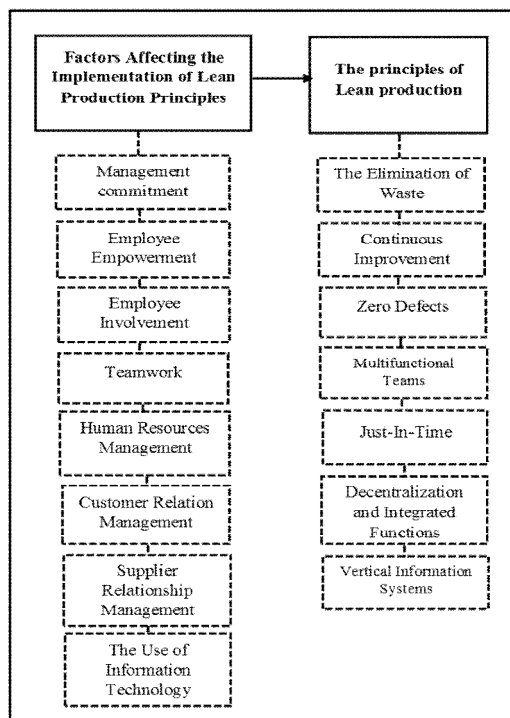 Factors Affecting the
Implementation of Lean
Production Principles
Management
commitment
Employee
Empowerment
Employee
Involvement
Teamwork
Human Resources
Management
Customer Relation
Management
Supplier
Relationship
Management
The Use of
Information
Technology
The principles of
Lean production
The Elimination of
Waste
Continuous
Improvement
Zero Defects
Multifunctional
Teams
Just-In-Time
Decentralization
and Integrated
Functions
Vertical Information
Systems